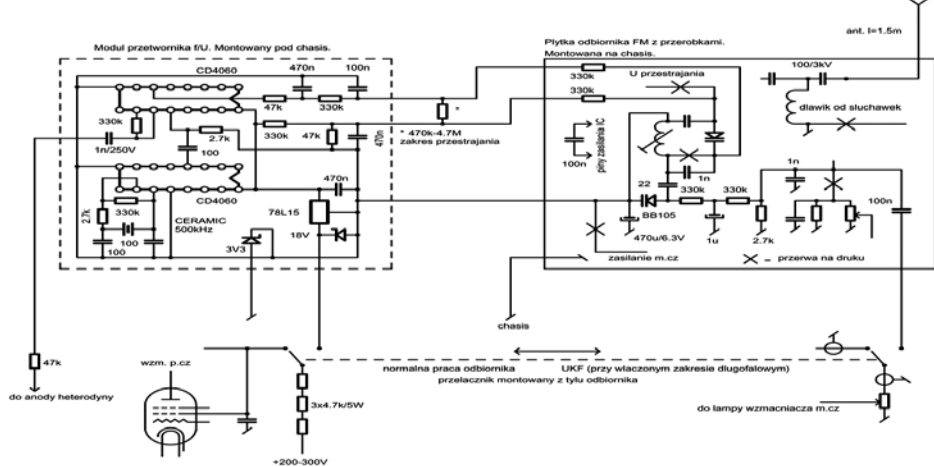 ant. l=1.5m
Modul przetwornika f/U. Montowany pod chasis.
Plytka odbiornika FM z przerobkami.
Montowana na chasis.
CD4060
470n
100n
47k
330k
330k
1n/250V
2.7k
100
330k
47k
470n
*
* 470k-4.7M
zakres przestrajania
CD4060
2.7k
330k
CERAMIC
500kHz
100
100
470n
78L15
18V
3V3
330k
330k
U przestrajania
100/3kV
dlawik od sluchawek
100n
piny zasilania IC
1n
22
330k
330k
BB105
470u/6.3V
1u
2.7k
1n
100n
zasilanie m.cz
X - przerwa na druku
chasis
47k
do anody heterodyny
wzm. p.cz
3x4.7k/5W
+200-300V
normalna praca odbiornika
UKF (przy wlaczonym zakresie dlugofalowym)
przelacznik montowany z tylu odbiornika
do lampy wzmacniacza m.cz